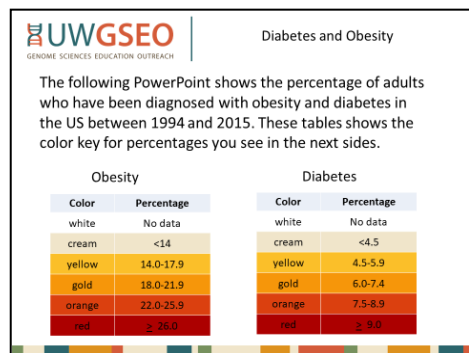 UWGSEO
GENOME SCIENCES EDUCATION OUTREACH
Diabetes and Obesity
The following PowerPoint shows the percentage of adults
who have been diagnosed with obesity and diabetes in
the US between 1994 and 2015. These tables shows the
color key for percentages you see in the next sides.
Obesity
Color Percentage
white No data
cream <14
yellow 14.0-17.9
gold 18.0-21.9
orange 22.0-25.9
red ≥ 26.0
Diabetes
Color Percentage
white No data
cream <4.5
yellow 4.5-5.9
gold 6.0-7.4
orange 7.5-8.9
red ≥ 9.0